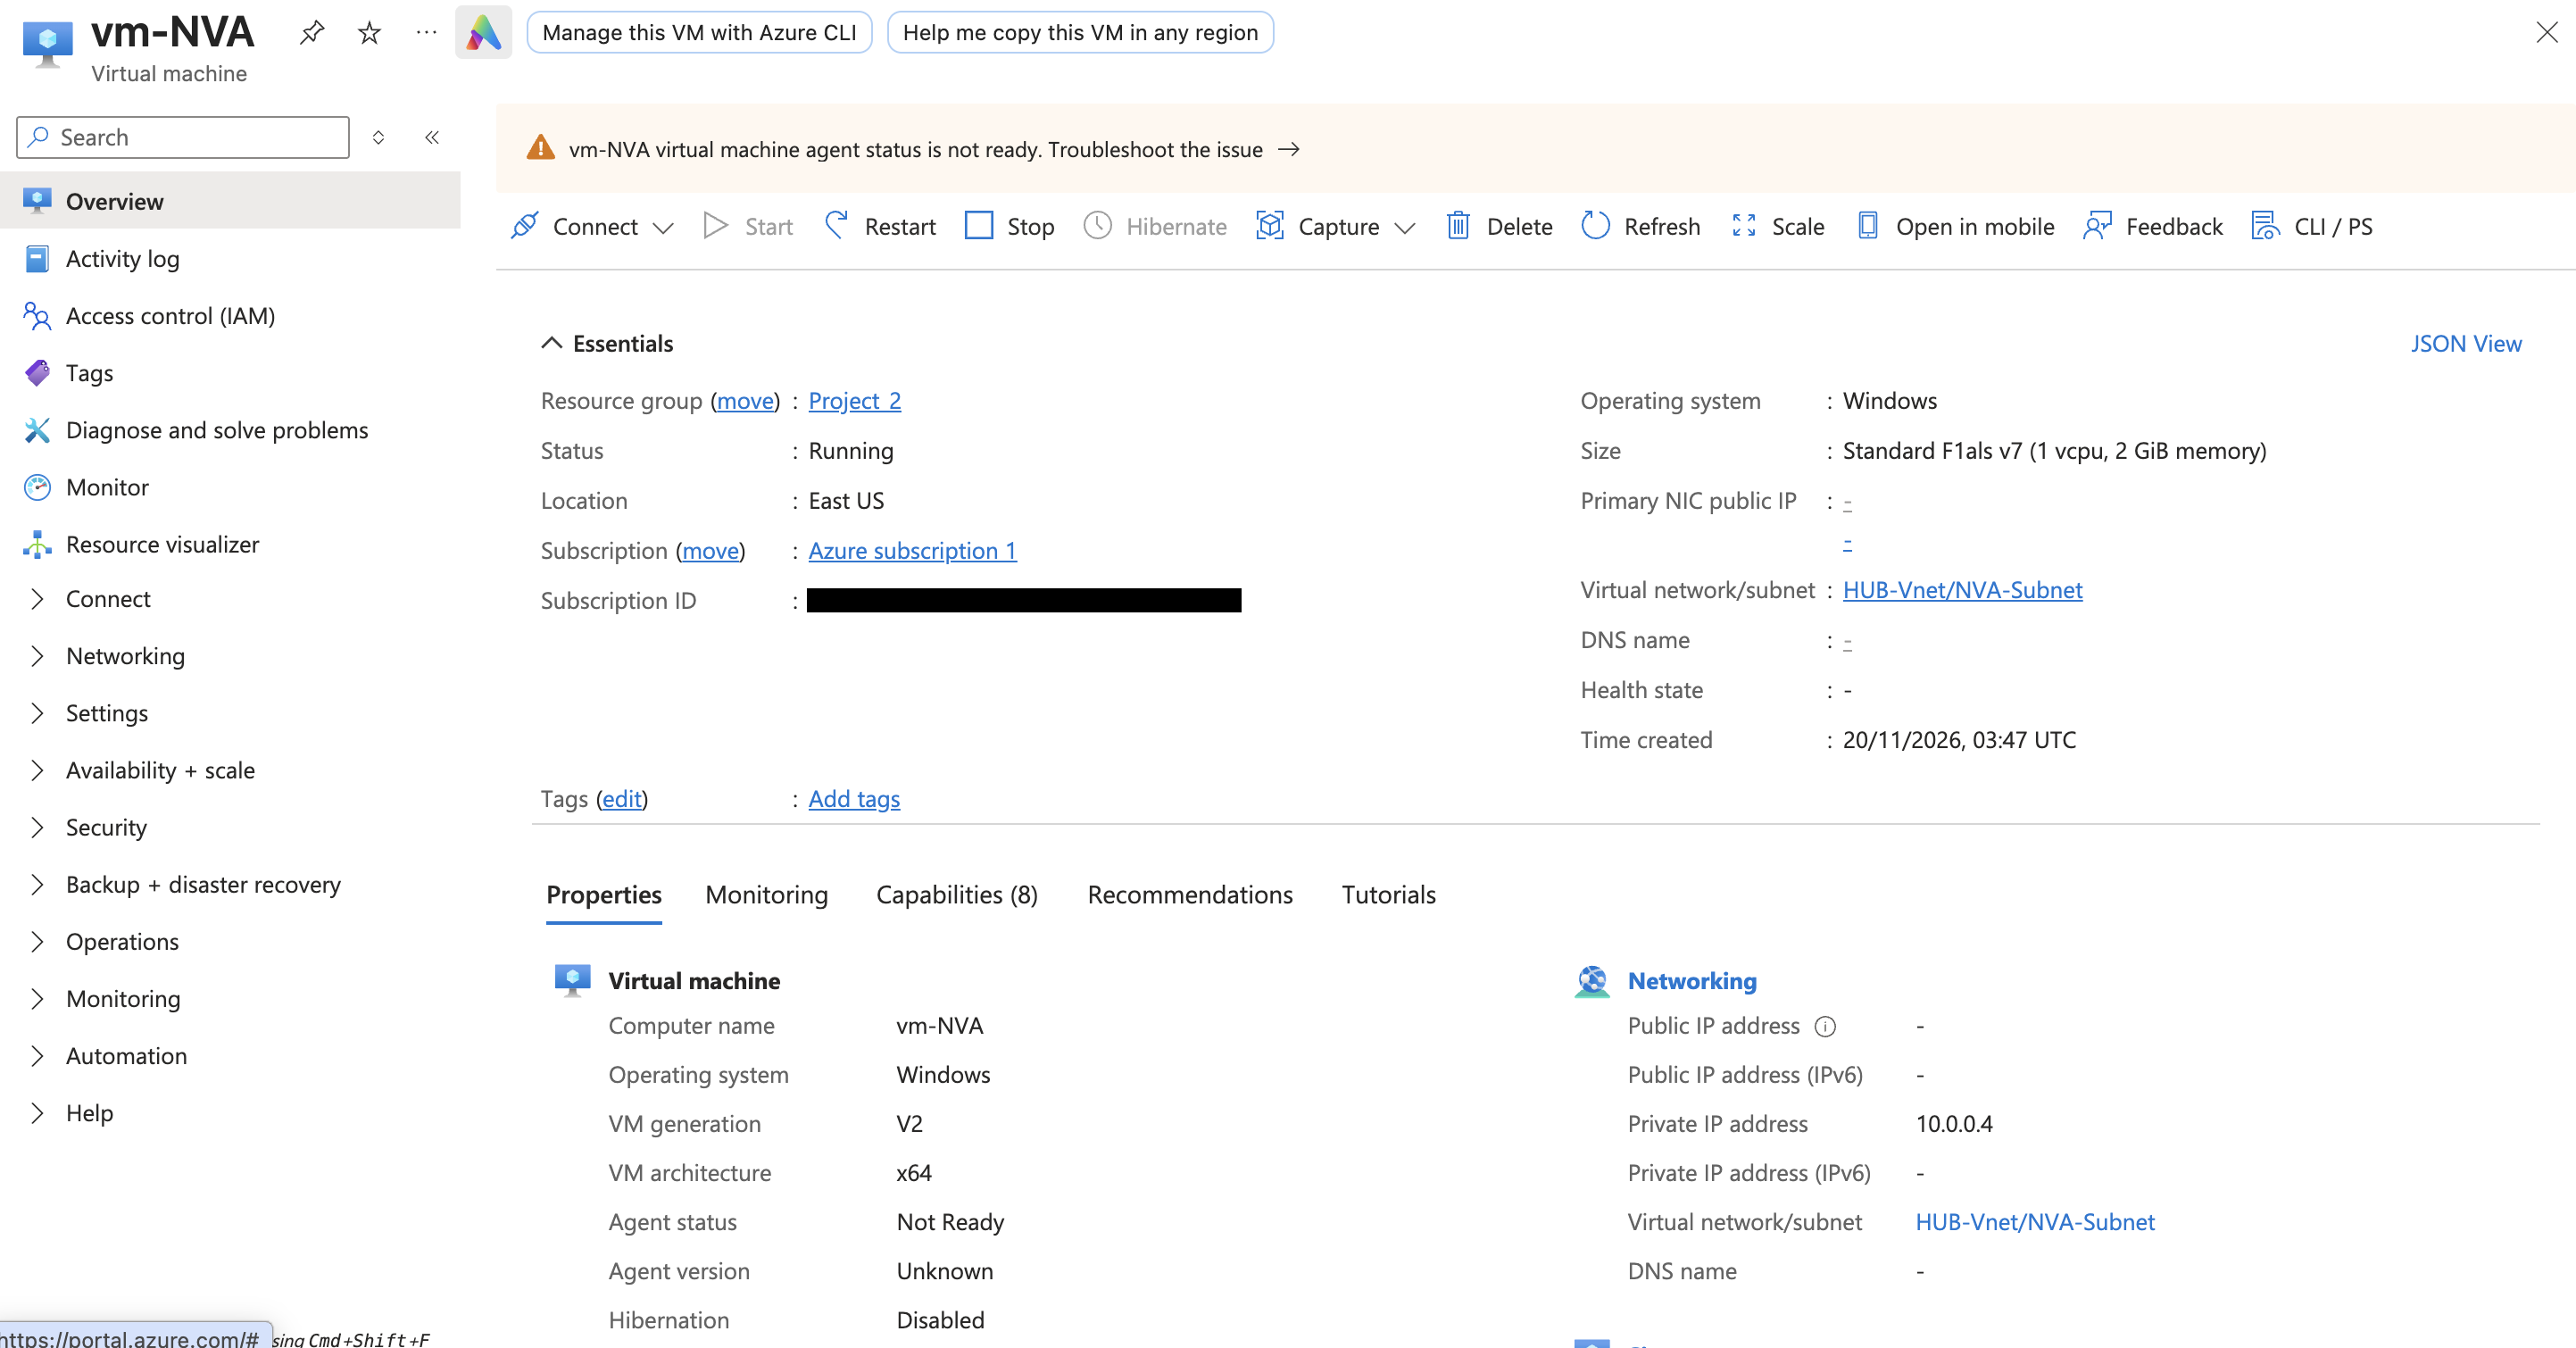 vm-NVA
Virtual machine
Manage this VM with Azure CLI
Help me copy this VM in any region
Search
Overview
Activity log
Access control (IAM)
Tags
Diagnose and solve problems
Monitor
Resource visualizer
Connect
Networking
Settings
Availability + scale
Security
Backup + disaster recovery
Operations
Monitoring
Automation
Help
https://portal.azure.com/#
sing Cmd+Shift+F
vm-NVA virtual machine agent status is not ready. Troubleshoot the issue →
Connect Start Restart Stop Hibernate Capture Delete Refresh Scale Open in mobile Feedback CLI / PS
Essentials
JSON View
Resource group (move) : Project_2
Status : Running
Location : East US
Subscription (move) : Azure subscription 1
Subscription ID :
Operating system : Windows
Size : Standard F1als v7 (1 vcpu, 2 GiB memory)
Primary NIC public IP : -
-
Virtual network/subnet : HUB-Vnet/NVA-Subnet
DNS name : -
Health state : -
Time created : 20/11/2026, 03:47 UTC
Tags (edit) : Add tags
Properties Monitoring Capabilities (8) Recommendations Tutorials
Virtual machine
Computer name vm-NVA
Operating system Windows
VM generation V2
VM architecture x64
Agent status Not Ready
Agent version Unknown
Hibernation Disabled
Networking
Public IP address -
Public IP address (IPv6) -
Private IP address 10.0.0.4
Private IP address (IPv6) -
Virtual network/subnet HUB-Vnet/NVA-Subnet
DNS name -